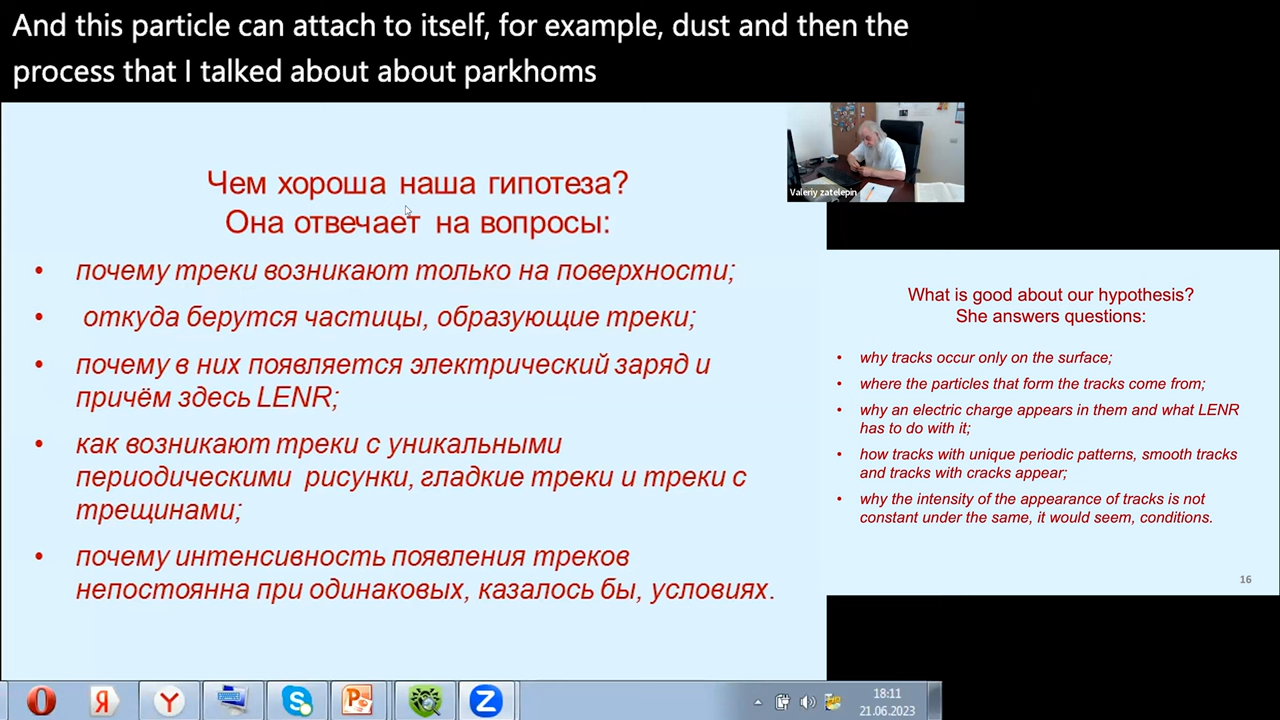 And this particle can attach to itself, for example, dust and then the
process that I talked about about parkhoms
Чем хороша наша гипотеза?
Она отвечает на вопросы:
• почему треки возникают только на поверхности;
• откуда берутся частицы, образующие треки;
• почему в них появляется электрический заряд и
причём здесь LENR;
• как возникают треки с уникальными
периодическими рисунки, гладкие треки и треки с
трещинами;
• почему интенсивность появления треков
непостоянна при одинаковых, казалось бы, условиях.
Valeriy zatelepin
What is good about our hypothesis?
She answers questions:
• why tracks occur only on the surface;
• where the particles that form the tracks come from;
• why an electric charge appears in them and what LENR
has to do with it;
• how tracks with unique periodic patterns, smooth tracks
and tracks with cracks appear;
• why the intensity of the appearance of tracks is not
constant under the same, it would seem, conditions.
16
18:11
21.06.2023